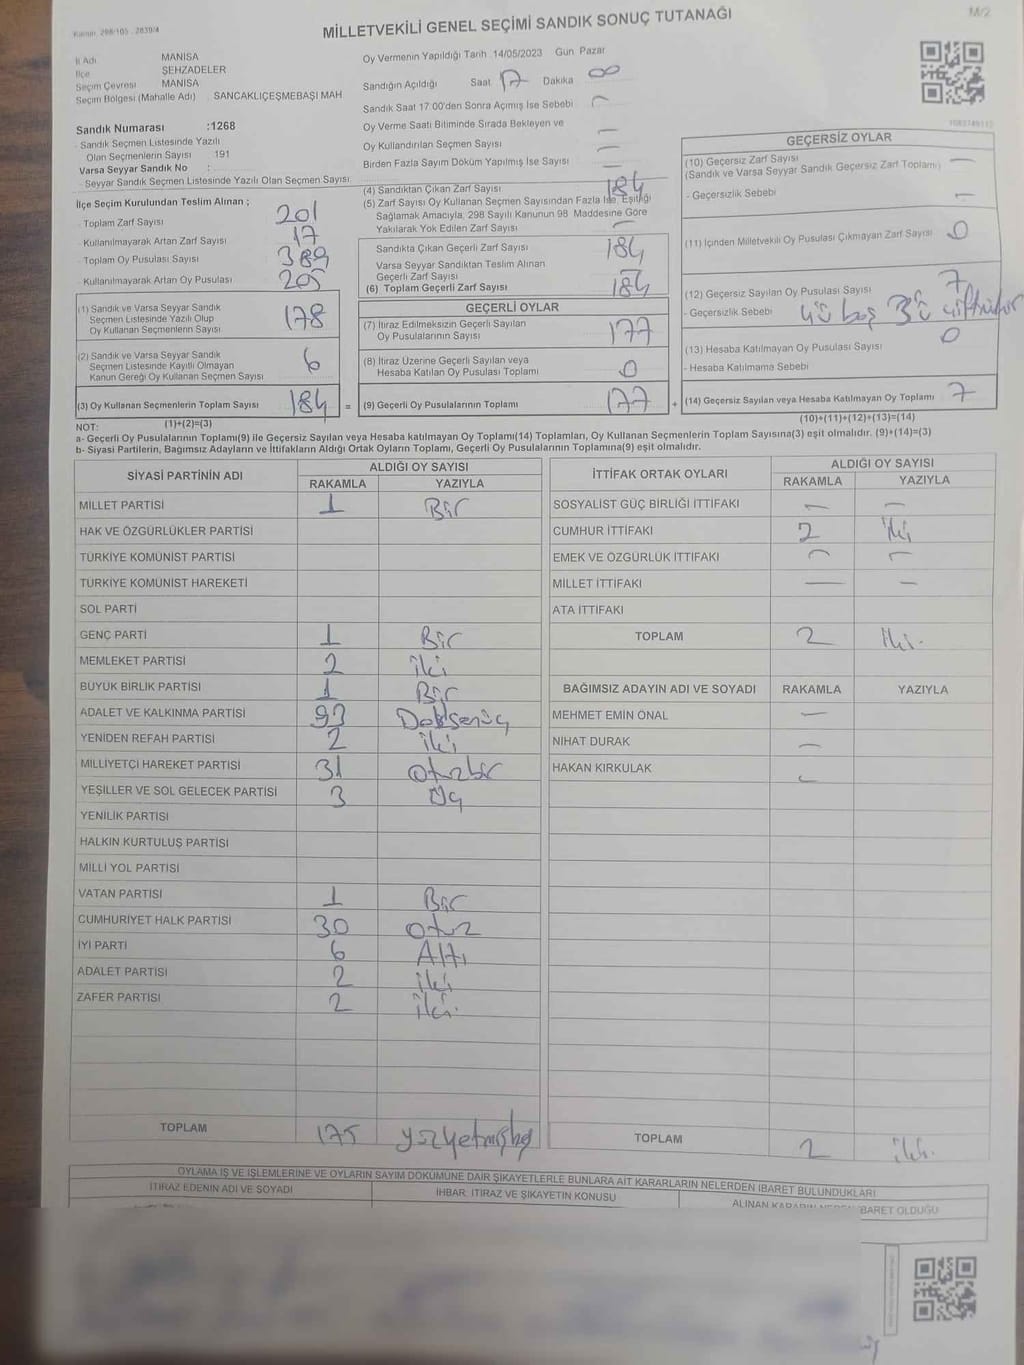 MİLLETVEKİLİ GENEL SEÇİMİ SANDIK SONUÇ TUTANAĞI
M/2
İl Adı MANİSA
İlçe ŞEHZADELER
Seçim Çevresi MANİSA
Seçim Bölgesi (Mahalle Adı) SANCAKLIÇEŞMEBAŞI MAH
Sandık Numarası :1268
Sandık Seçmen Listesinde Yazılı
Olan Seçmenlerin Sayısı 191
Varsa Seyyar Sandık No :
Seyyar Sandık Seçmen Listesinde Yazılı Olan Seçmen Sayısı:
Oy Vermenin Yapıldığı Tarih :14/05/2023 Gün Pazar
Sandığın Açıldığı Saat 17 Dakika 00
Sandık Saat 17:00'den Sonra Açımış İse Sebebi —
Oy Verme Saati Bitiminde Sırada Bekleyen ve
Oy Kullandırılan Seçmen Sayısı —
Birden Fazla Sayım Döküm Yapılmış İse Sayısı —
İlçe Seçim Kurulundan Teslim Alınan ;
Toplam Zarf Sayısı 201
Kullanılmayarak Artan Zarf Sayısı 17
Toplam Oy Pusulası Sayısı 389
Kullanılmayarak Artan Oy Pusulası 205
(1) Sandık ve Varsa Seyyar Sandık
Seçmen Listesinde Yazılı Olup
Oy Kullanan Seçmenlerin Sayısı 178
(2) Sandık ve Varsa Seyyar Sandık
Seçmen Listesinde Kayıtlı Olmayan
Kanun Gereği Oy Kullanan Seçmen Sayısı 6
(3) Oy Kullanan Seçmenlerin Toplam Sayısı 184 =
(1)+(2)=(3)
(4) Sandıktan Çıkan Zarf Sayısı 184
(5) Zarf Sayısı Oy Kullanan Seçmen Sayısından Fazla İse, Eşitliği
Sağlamak Amacıyla, 298 Sayılı Kanunun 98 Maddesine Göre
Yakılarak Yok Edilen Zarf Sayısı —
Sandıkta Çıkan Geçerli Zarf Sayısı 184
Varsa Seyyar Sandıktan Teslim Alınan
Geçerli Zarf Sayısı —
(6) Toplam Geçerli Zarf Sayısı 184
GEÇERLİ OYLAR
(7) İtiraz Edilmeksizin Geçerli Sayılan
Oy Pusulalarının Sayısı 177
(8) İtiraz Üzerine Geçerli Sayılan veya
Hesaba Katılan Oy Pusulası Toplamı 0
(9) Geçerli Oy Pusulalarının Toplamı 177 +
GEÇERSİZ OYLAR
(10) Geçersiz Zarf Sayısı —
(Sandık ve Varsa Seyyar Sandık Geçersiz Zarf Toplamı)
- Geçersizlik Sebebi —
(11) İçinden Milletvekili Oy Pusulası Çıkmayan Zarf Sayısı 0
(12) Geçersiz Sayılan Oy Pusulası Sayısı 7
- Geçersizlik Sebebi 4ü boş 3ü
(13) Hesaba Katılmayan Oy Pusulası Sayısı 0
- Hesaba Katılmama Sebebi
(14) Geçersiz Sayılan veya Hesaba Katılmayan Oy Toplamı 7
(10)+(11)+(12)+(13)=(14)
NOT:
a- Geçerli Oy Pusulalarının Toplamı(9) ile Geçersiz Sayılan veya Hesaba katılmayan Oy Toplamı(14) Toplamları, Oy Kullanan Seçmenlerin Toplam Sayısına(3) eşit olmalıdır. (9)+(14)=(3)
b- Siyasi Partilerin, Bağımsız Adayların ve İttifakların Aldığı Ortak Oyların Toplamı, Geçerli Oy Pusulalarının Toplamına(9) eşit olmalıdır.
SİYASİ PARTİNİN ADI ALDIĞI OY SAYISI
RAKAMLA YAZIYLA
MİLLET PARTİSİ 1 Bir
HAK VE ÖZGÜRLÜKLER PARTİSİ
TÜRKİYE KOMÜNİST PARTİSİ
TÜRKİYE KOMÜNİST HAREKETİ
SOL PARTİ
GENÇ PARTİ 1 Bir
MEMLEKET PARTİSİ 2 iki
BÜYÜK BİRLİK PARTİSİ 1 Bir
ADALET VE KALKINMA PARTİSİ 93 Doksanüç
YENİDEN REFAH PARTİSİ 2 iki
MİLLİYETÇİ HAREKET PARTİSİ 31 otuzbir
YEŞİLLER VE SOL GELECEK PARTİSİ 3 Üç
YENİLİK PARTİSİ
HALKIN KURTULUŞ PARTİSİ
MİLLİ YOL PARTİSİ
VATAN PARTİSİ 1 Bir
CUMHURİYET HALK PARTİSİ 30 otuz
İYİ PARTİ 6 Altı
ADALET PARTİSİ 2 iki
ZAFER PARTİSİ 2 iki
TOPLAM 175 yüzyetmişbeş
İTTİFAK ORTAK OYLARI ALDIĞI OY SAYISI
RAKAMLA YAZIYLA
SOSYALİST GÜÇ BİRLİĞİ İTTİFAKI — —
CUMHUR İTTİFAKI 2 iki
EMEK VE ÖZGÜRLÜK İTTİFAKI — —
MİLLET İTTİFAKI — —
ATA İTTİFAKI
TOPLAM 2 iki
BAĞIMSIZ ADAYIN ADI VE SOYADI RAKAMLA YAZIYLA
MEHMET EMİN ÖNAL —
NİHAT DURAK —
HAKAN KIRKULAK —
TOPLAM 2 iki
OYLAMA İŞ VE İŞLEMLERİNE VE OYLARIN SAYIM DÖKÜMÜNE DAİR ŞİKAYETLERLE BUNLARA AİT KARARLARIN NELERDEN İBARET BULUNDUKLARI
İTİRAZ EDENİN ADI VE SOYADI İHBAR, İTİRAZ VE ŞİKAYETİN KONUSU ALINAN İBARET OLDUĞU